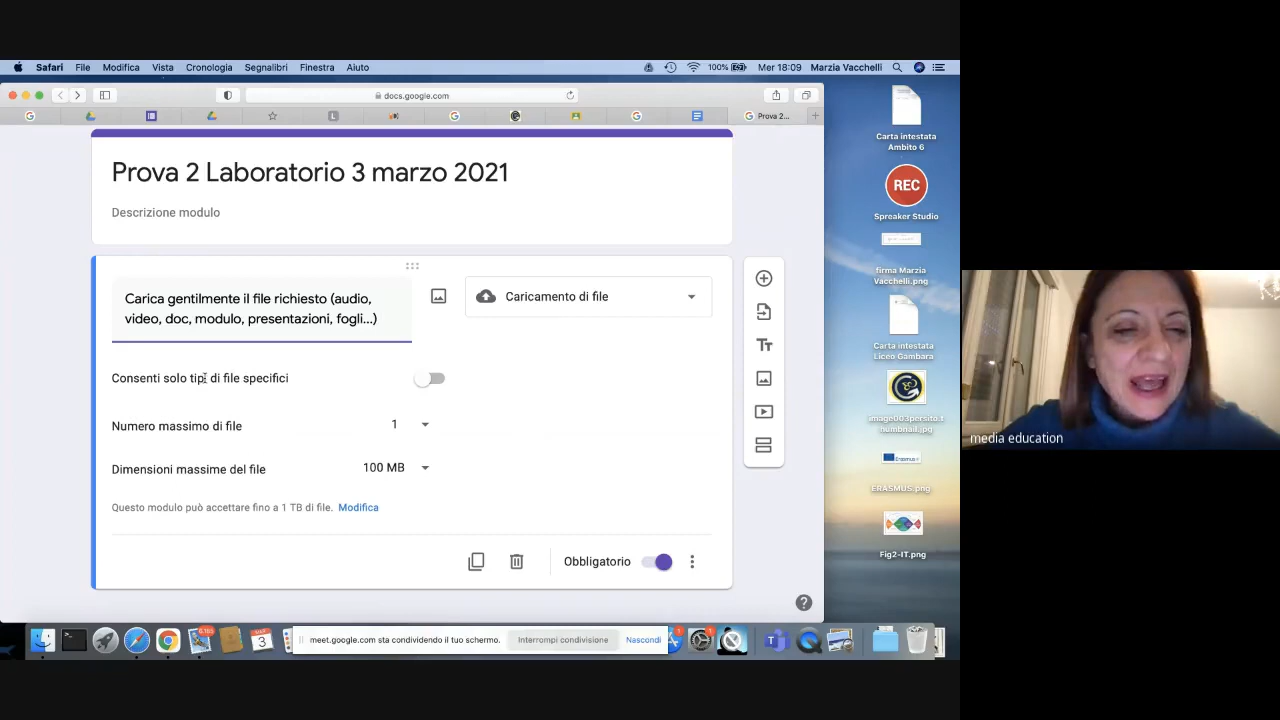 Safari File Modifica Vista Cronologia Segnalibri Finestra Aiuto
100% Mer 18:09 Marzia Vacchelli
docs.google.com
Prova 2...
Prova 2 Laboratorio 3 marzo 2021
Descrizione modulo
Carica gentilmente il file richiesto (audio,
video, doc, modulo, presentazioni, fogli...)
Caricamento di file
Consenti solo tipi di file specifici
Numero massimo di file 1
Dimensioni massime del file 100 MB
Questo modulo può accettare fino a 1 TB di file. Modifica
Obbligatorio
Carta intestata
Ambito 6
REC
Spreaker Studio
firma Marzia
Vacchelli.png
Carta intestata
Liceo Gambara
image003persito.t
humbnail.jpg
Erasmus+
ERASMUS.png
Fig2-IT.png
media education
meet.google.com sta condividendo il tuo schermo. Interrompi condivisione Nascondi